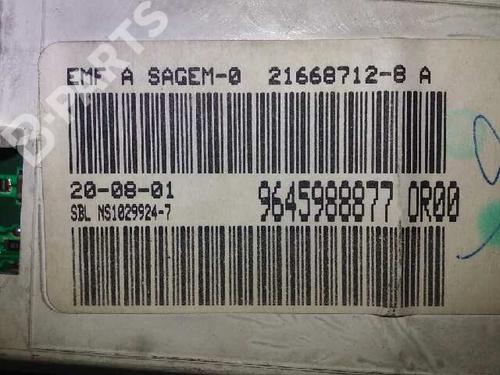 EMF A SAGEM-0 21668712-8 A
20-08-01
SBL NS1029924-7
9645988877 0R00
B-PARTS